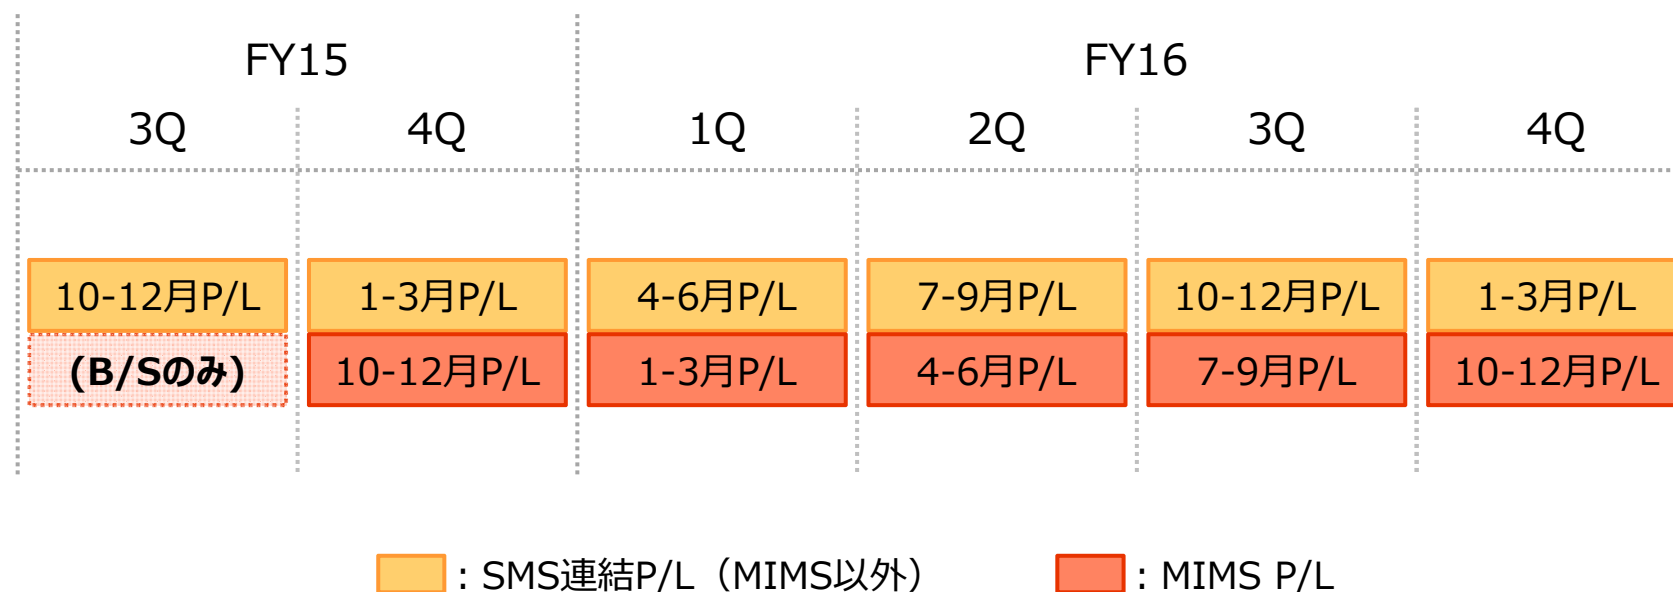 FY15 FY16
3Q 4Q 1Q 2Q 3Q 4Q
10-12月P/L 1-3月P/L 4-6月P/L 7-9月P/L 10-12月P/L 1-3月P/L
(B/Sのみ) 10-12月P/L 1-3月P/L 4-6月P/L 7-9月P/L 10-12月P/L
: SMS連結P/L（MIMS以外） : MIMS P/L